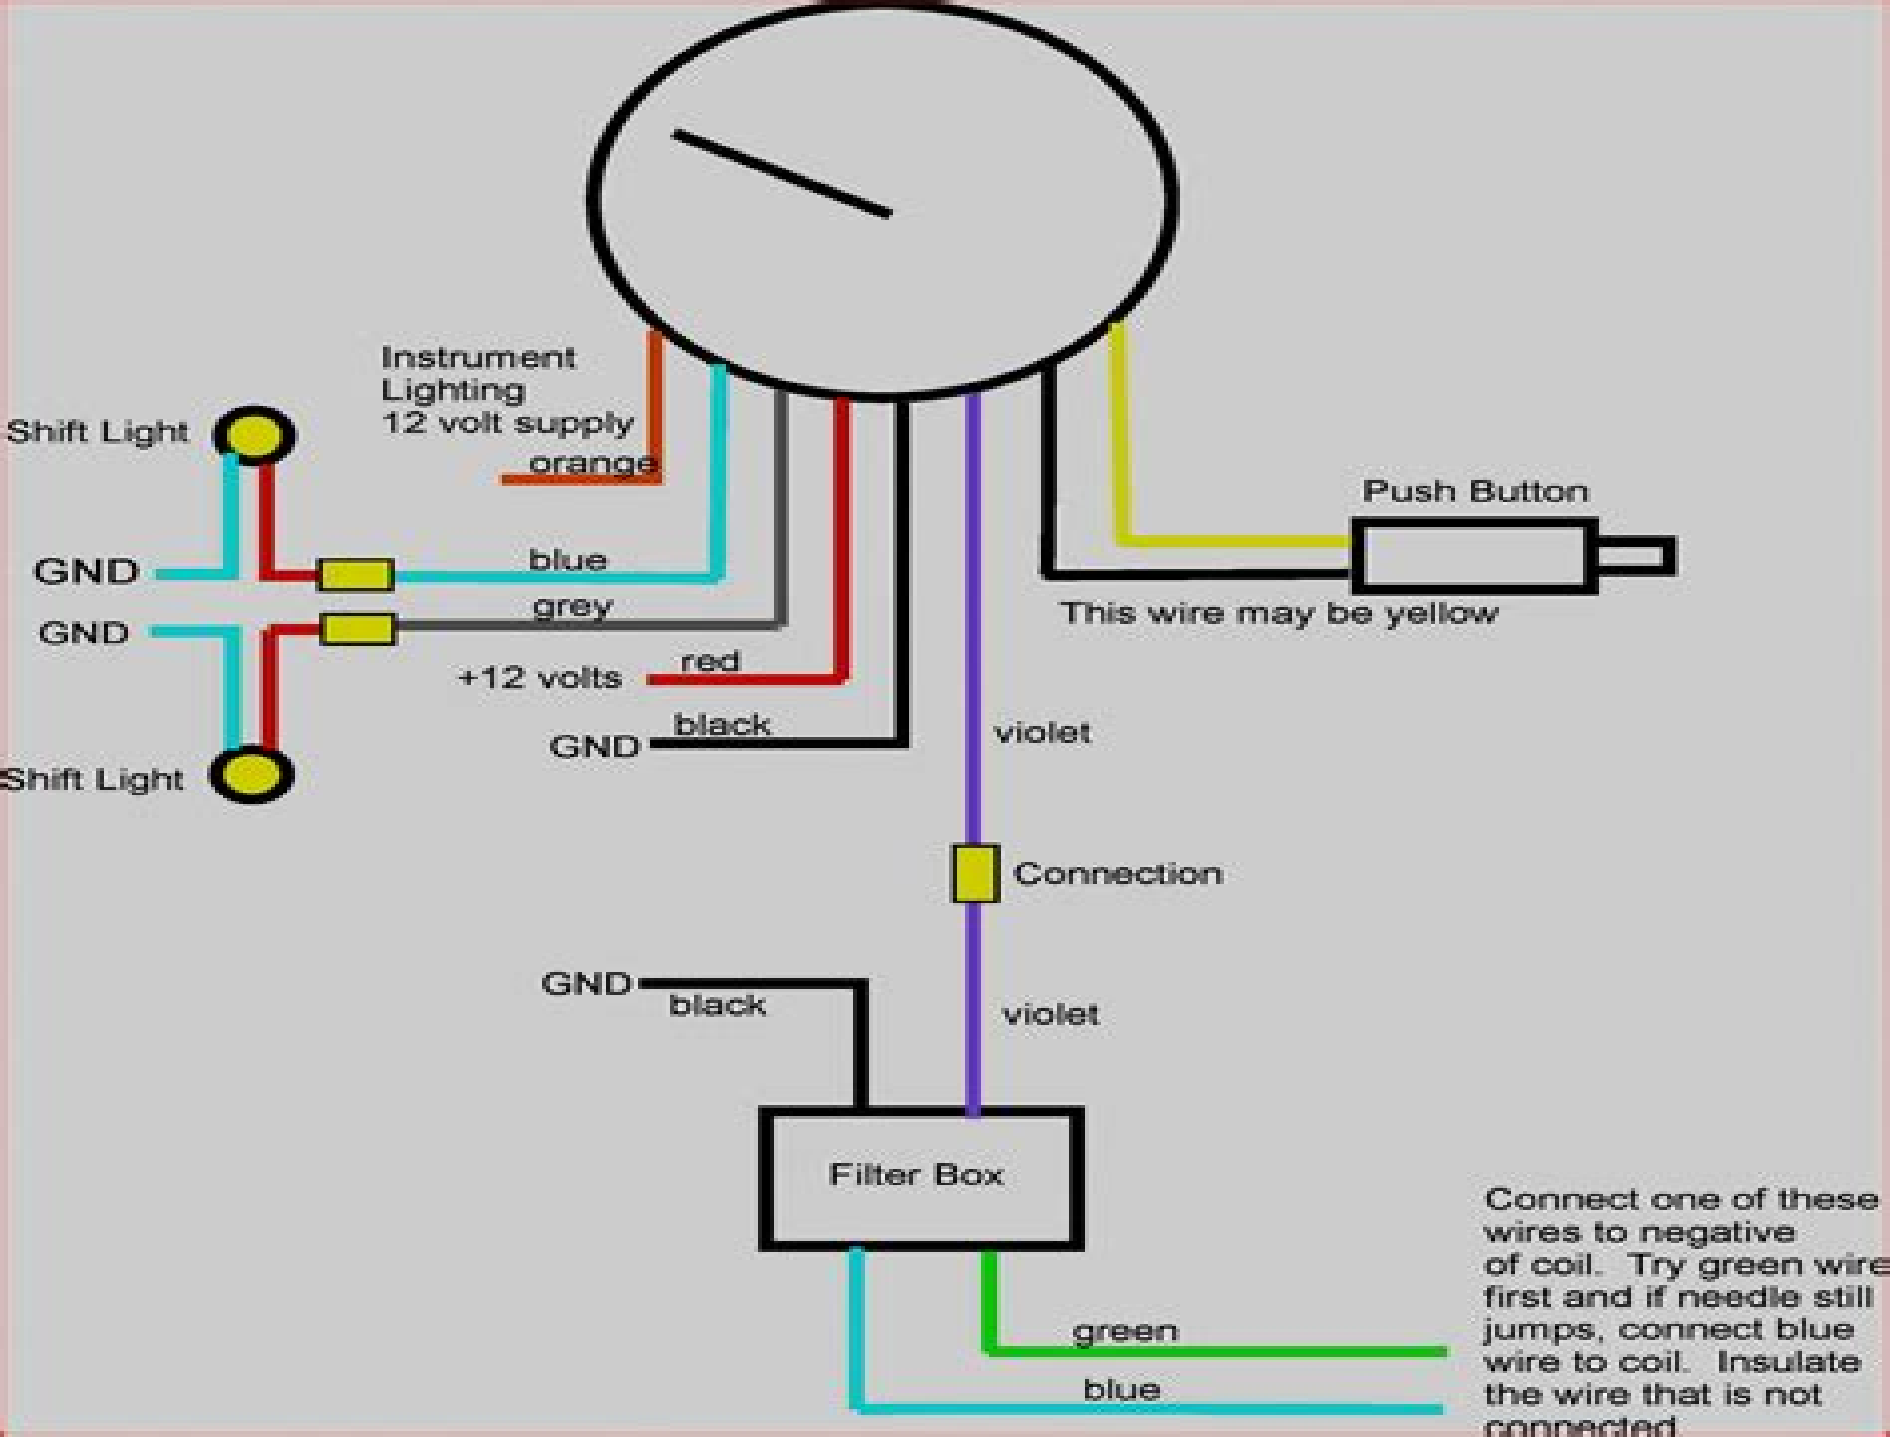 Instrument
Lighting
12 volt supply
orange
Shift Light
Push Button
blue
GND
grey
This wire may be yellow
GND
red
+12 volts
black
GND
violet
Shift Light
Connection
GND
black
violet
Filter Box
Connect one of these
wires to negative
of coil. Try green wire
first and if needle still
jumps, connect blue
wire to coil. Insulate
the wire that is not
connected
green
blue